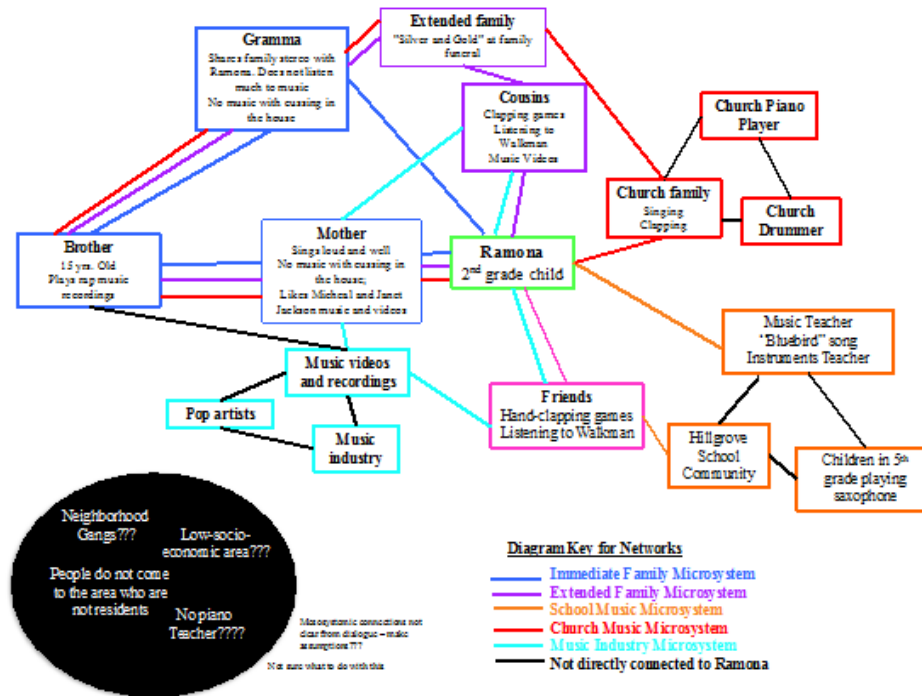 Extended family
"Silver and Gold" at family
funeral
Gramma
Shares family stereo with
Ramona. Does not listen
much to music
No music with cussing in
the house
Cousins
Clapping games
Listening to
Walkman
Music Videos
Church Piano
Player
Church family
Singing
Clapping
Church
Drummer
Brother
15 yrs. Old
Plays rap music
recordings
Mother
Sings loud and well
No music with cussing in
the house;
Likes Micheal and Janet
Jackson music and videos
Ramona
2nd grade child
Music Teacher
"Bluebird" song
Instruments Teacher
Music videos
and recordings
Pop artists
Music
industry
Friends
Hand-clapping games
Listening to Walkman
Hillgrove
School
Community
Children in 5th
grade playing
saxophone
Neighborhood
Gangs???
Low-socio-
economic area???
People do not come
to the area who are
not residents
No piano
Teacher????
Mesosystemic connections not
clear from dialogue – make
assumptions???
Not sure what to do with this
Diagram Key for Networks
Immediate Family Microsystem
Extended Family Microsystem
School Music Microsystem
Church Music Microsystem
Music Industry Microsystem
Not directly connected to Ramona